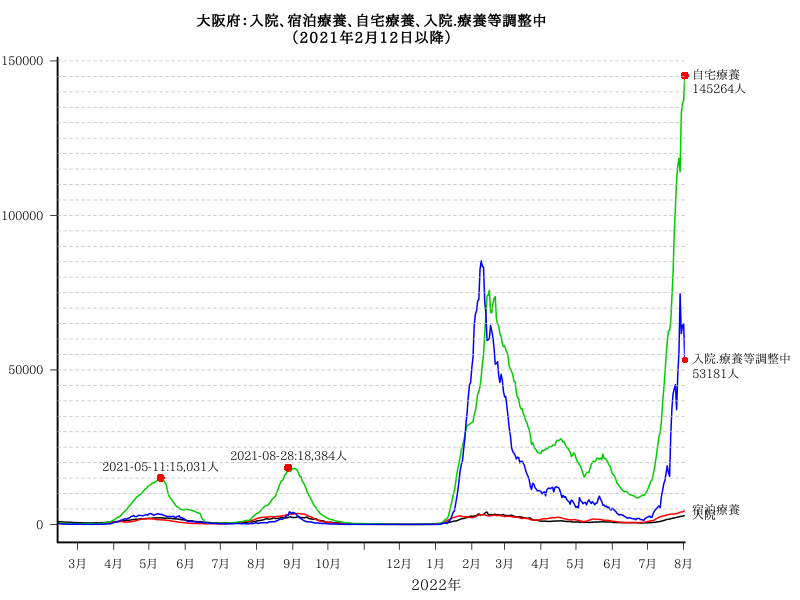 大阪府:入院、宿泊療養、自宅療養、入院.療養等調整中
(2021年2月12日以降)
150000
100000
50000
0
自宅療養
145264人
入院.療養等調整中
53181人
2021-05-11:15,031人
2021-08-28:18,384人
宿泊療養
入院
3月 4月 5月 6月 7月 8月 9月 10月 12月 1月 2月 3月 4月 5月 6月 7月 8月
2022年